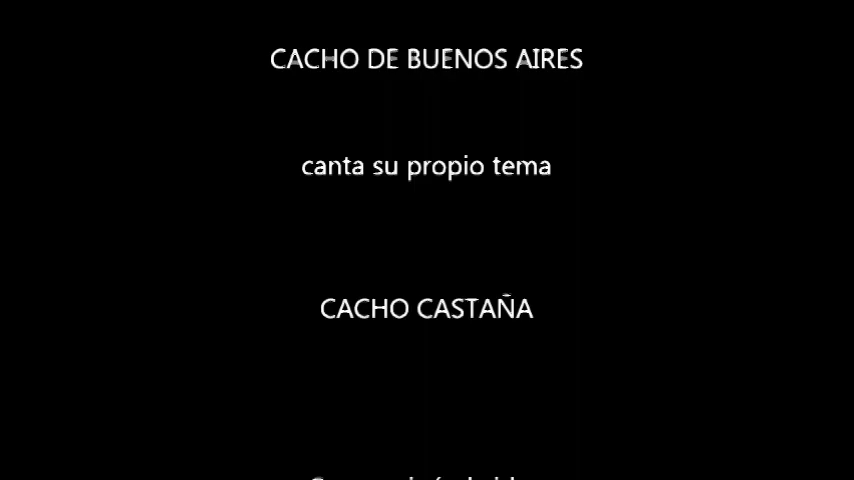 CACHO DE BUENOS AIRES
canta su propio tema
CACHO CASTAÑA